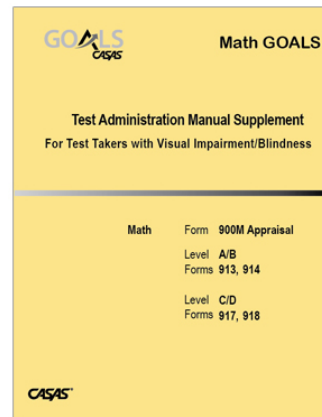 GOALS
CASAS
Math GOALS
Test Administration Manual Supplement
For Test Takers with Visual Impairment/Blindness
Math Form 900M Appraisal
Level A/B
Forms 913, 914
Level C/D
Forms 917, 918
CASAS